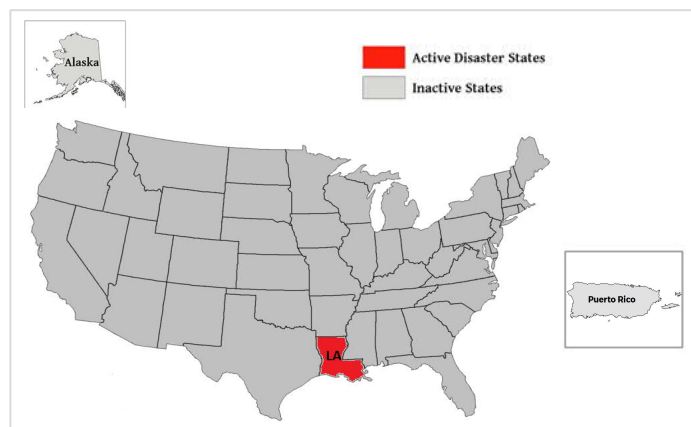 Alaska
Active Disaster States
Inactive States
Puerto Rico
LA